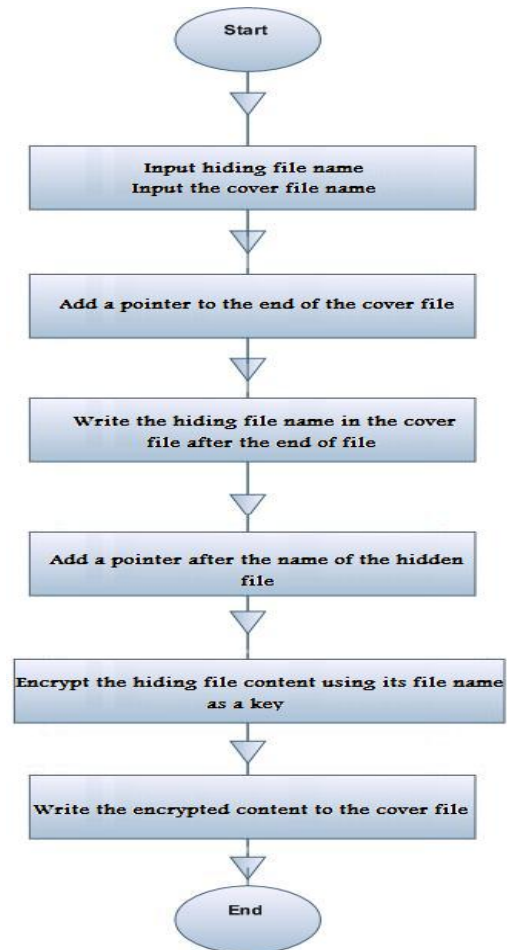 Start
Input hiding file name
Input the cover file name
Add a pointer to the end of the cover file
Write the hiding file name in the cover
file after the end of file
Add a pointer after the name of the hidden
file
Encrypt the hiding file content using its file name
as a key
Write the encrypted content to the cover file
End